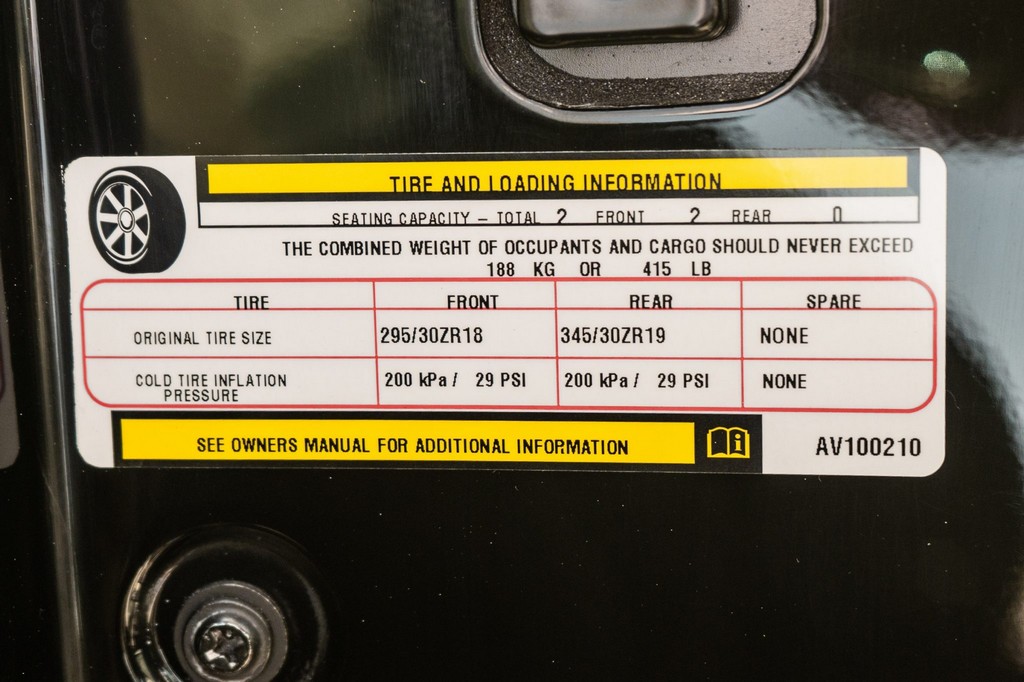 TIRE AND LOADING INFORMATION
SEATING CAPACITY – TOTAL 2 FRONT 2 REAR 0
THE COMBINED WEIGHT OF OCCUPANTS AND CARGO SHOULD NEVER EXCEED
188 KG OR 415 LB
TIRE FRONT REAR SPARE
ORIGINAL TIRE SIZE 295/30ZR18 345/30ZR19 NONE
COLD TIRE INFLATION PRESSURE 200 kPa / 29 PSI 200 kPa / 29 PSI NONE
SEE OWNERS MANUAL FOR ADDITIONAL INFORMATION
AV100210